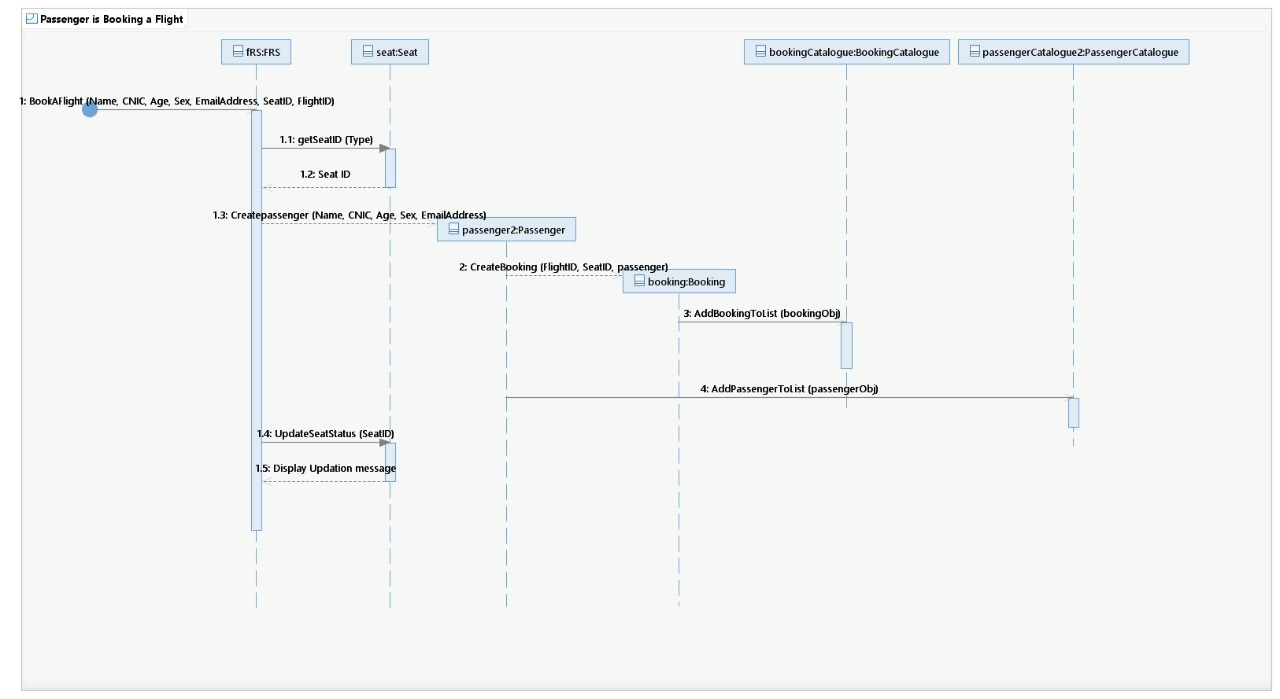 Passenger is Booking a Flight
fRS:FRS
seat:Seat
bookingCatalogue:BookingCatalogue
passengerCatalogue2:PassengerCatalogue
1: BookAFlight (Name, CNIC, Age, Sex, EmailAddress, SeatID, FlightID)
1.1: getSeatID (Type)
1.2: Seat ID
1.3: Createpassenger (Name, CNIC, Age, Sex, EmailAddress)
passenger2:Passenger
2: CreateBooking (FlightID, SeatID, passenger)
booking:Booking
3: AddBookingToList (bookingObj)
4: AddPassengerToList (passengerObj)
1.4: UpdateSeatStatus (SeatID)
1.5: Display Updation message